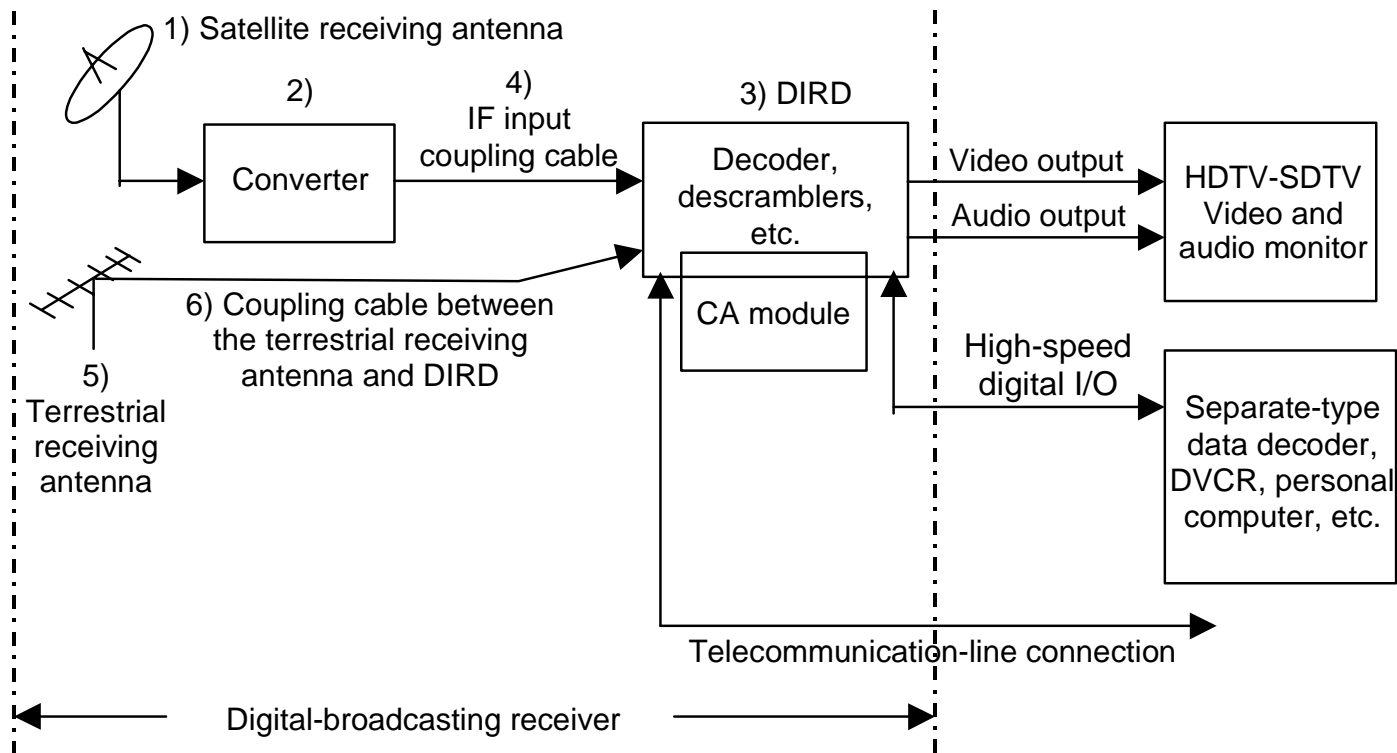 1) Satellite receiving antenna
2)
Converter
4)
IF input
coupling cable
3) DIRD
Decoder,
descramblers,
etc.
CA module
Video output
Audio output
HDTV-SDTV
Video and
audio monitor
5)
Terrestrial
receiving
antenna
6) Coupling cable between
the terrestrial receiving
antenna and DIRD
High-speed
digital I/O
Separate-type
data decoder,
DVCR, personal
computer, etc.
Telecommunication-line connection
Digital-broadcasting receiver